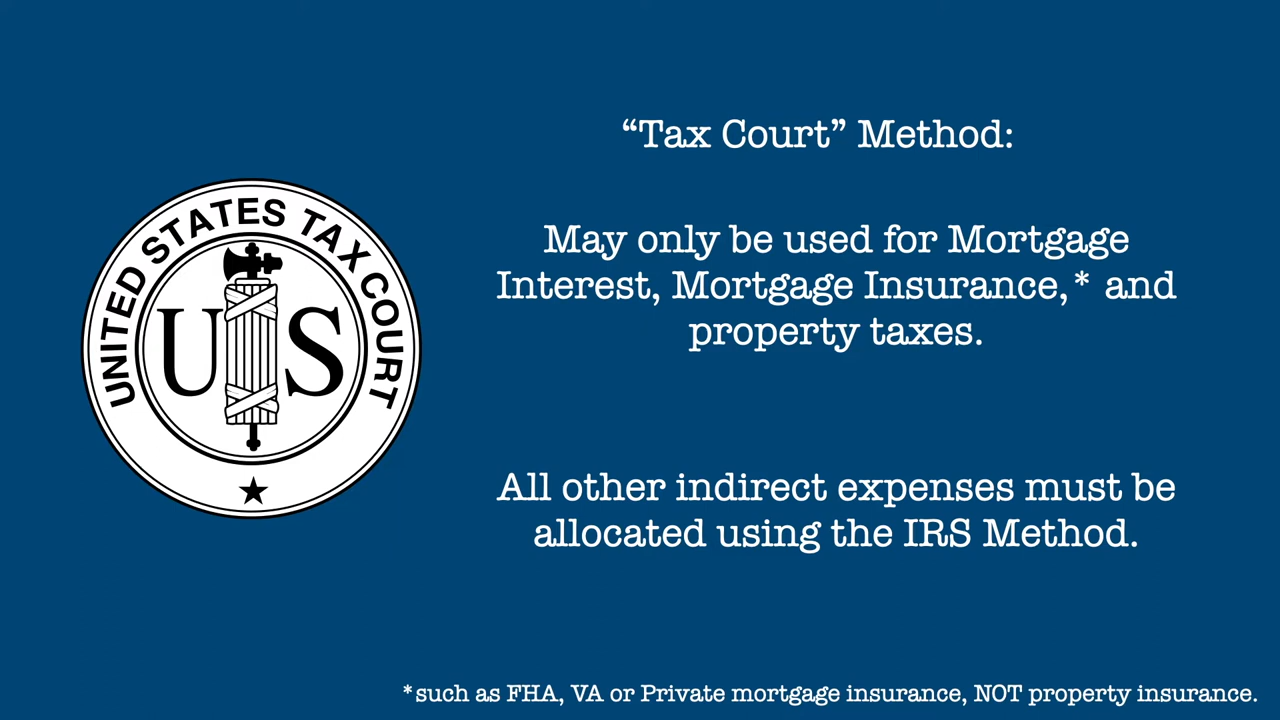 UNITED STATES TAX COURT
U S
“Tax Court” Method:
May only be used for Mortgage
Interest, Mortgage Insurance,* and
property taxes.
All other indirect expenses must be
allocated using the IRS Method.
*such as FHA, VA or Private mortgage insurance, NOT property insurance.